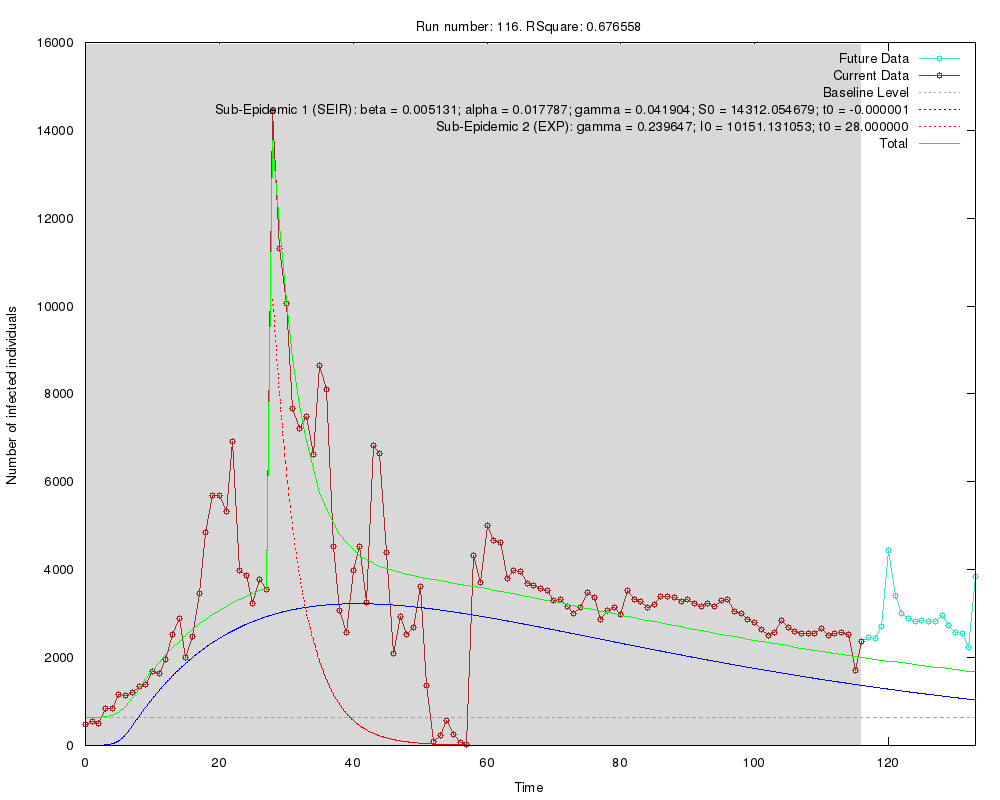 Run number: 116. RSquare: 0.676558
16000
14000
12000
10000
8000
6000
4000
2000
0
Number of infected individuals
Future Data
Current Data
Baseline Level
Sub-Epidemic 1 (SEIR): beta = 0.005131; alpha = 0.017787; gamma = 0.041904; S0 = 14312.054679; t0 = -0.000001
Sub-Epidemic 2 (EXP): gamma = 0.239647; I0 = 10151.131053; t0 = 28.000000
Total
0 20 40 60 80 100 120
Time